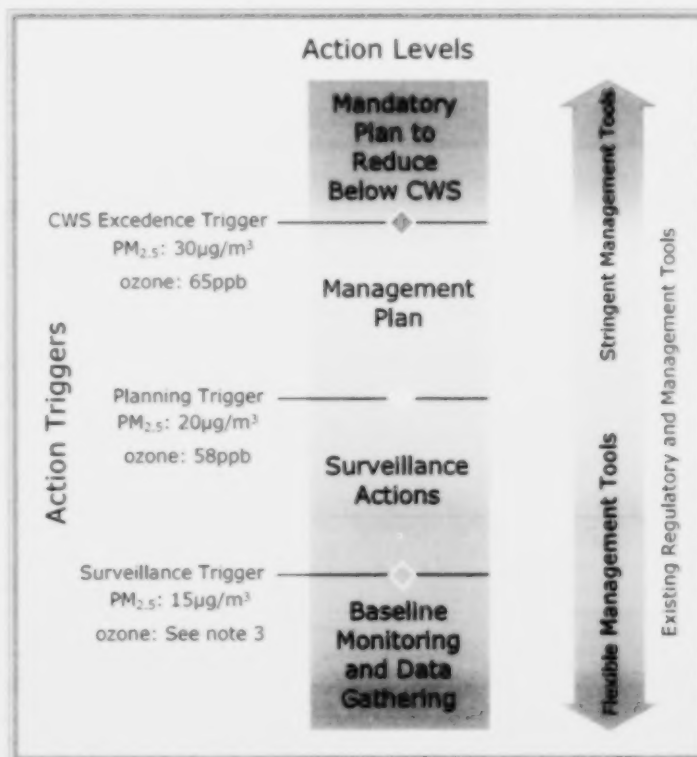 Action Levels
Mandatory
Plan to
Reduce
Below CWS
CWS Excedence Trigger
PM₂.₅: 30µg/m³
ozone: 65ppb
Management
Plan
Planning Trigger
PM₂.₅: 20µg/m³
ozone: 58ppb
Surveillance
Actions
Surveillance Trigger
PM₂.₅: 15µg/m³
ozone: See note 3
Baseline
Monitoring
and Data
Gathering
Action Triggers
Stringent Management Tools
Flexible Management Tools
Existing Regulatory and Management Tools